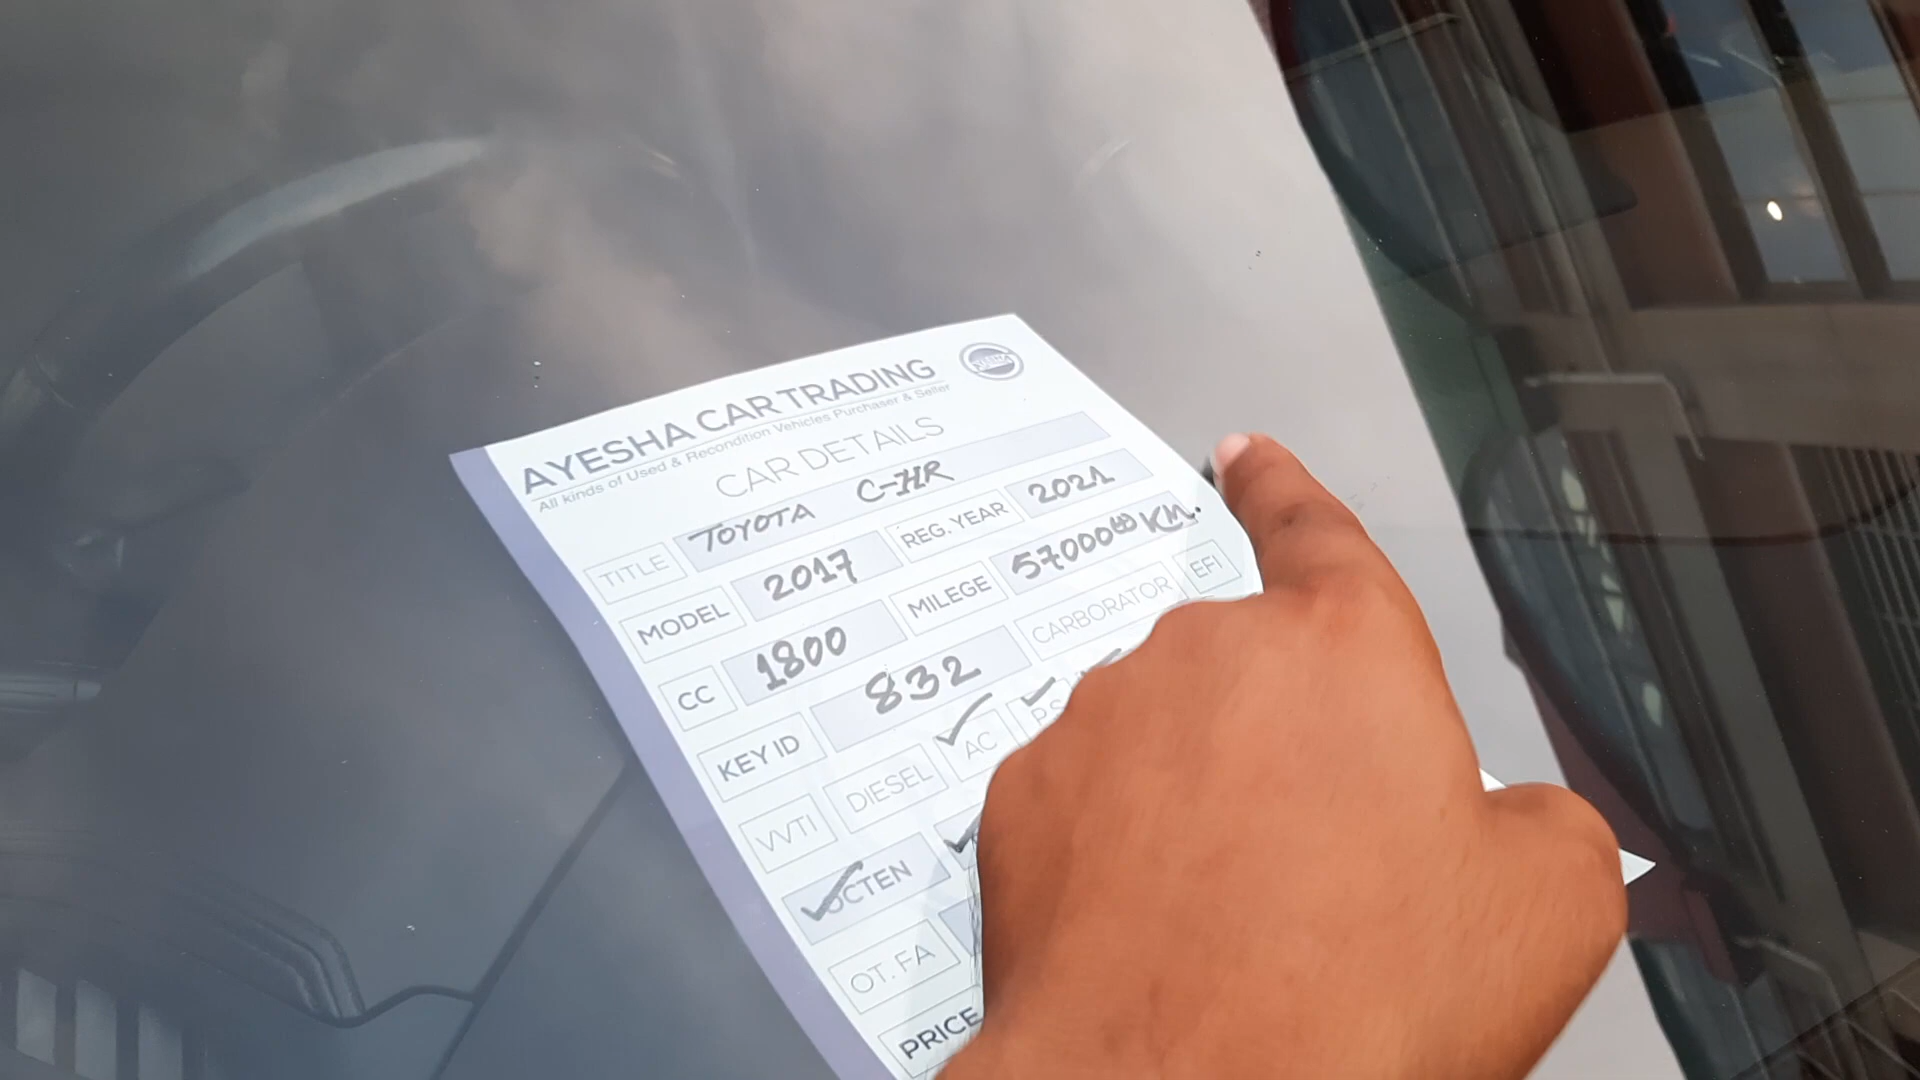 AYESHA CAR TRADING
All kinds of Used & Recondition Vehicles Purchaser & Seller
AYESHA
CAR DETAILS
TITLE TOYOTA C-HR
MODEL 2017 REG. YEAR 2021
CC 1800 MILEGE 57000 KM.
KEY ID 832 CARBORATOR EFI
VVTI DIESEL AC P.S
OCTEN
OT. FA
PRICE